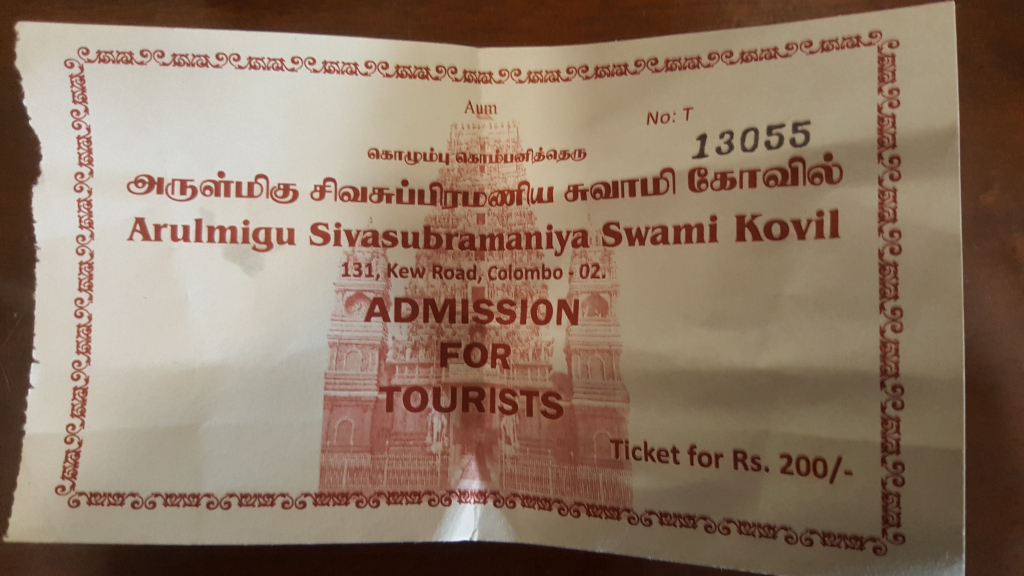 Aum
No: T
13055
கொழும்பு கொம்பனித்தெரு
அருள்மிகு சிவசுப்பிரமணிய சுவாமி கோவில்
Arulmigu Sivasubramaniya Swami Kovil
131, Kew Road, Colombo - 02.
ADMISSION
FOR
TOURISTS
Ticket for Rs. 200/-